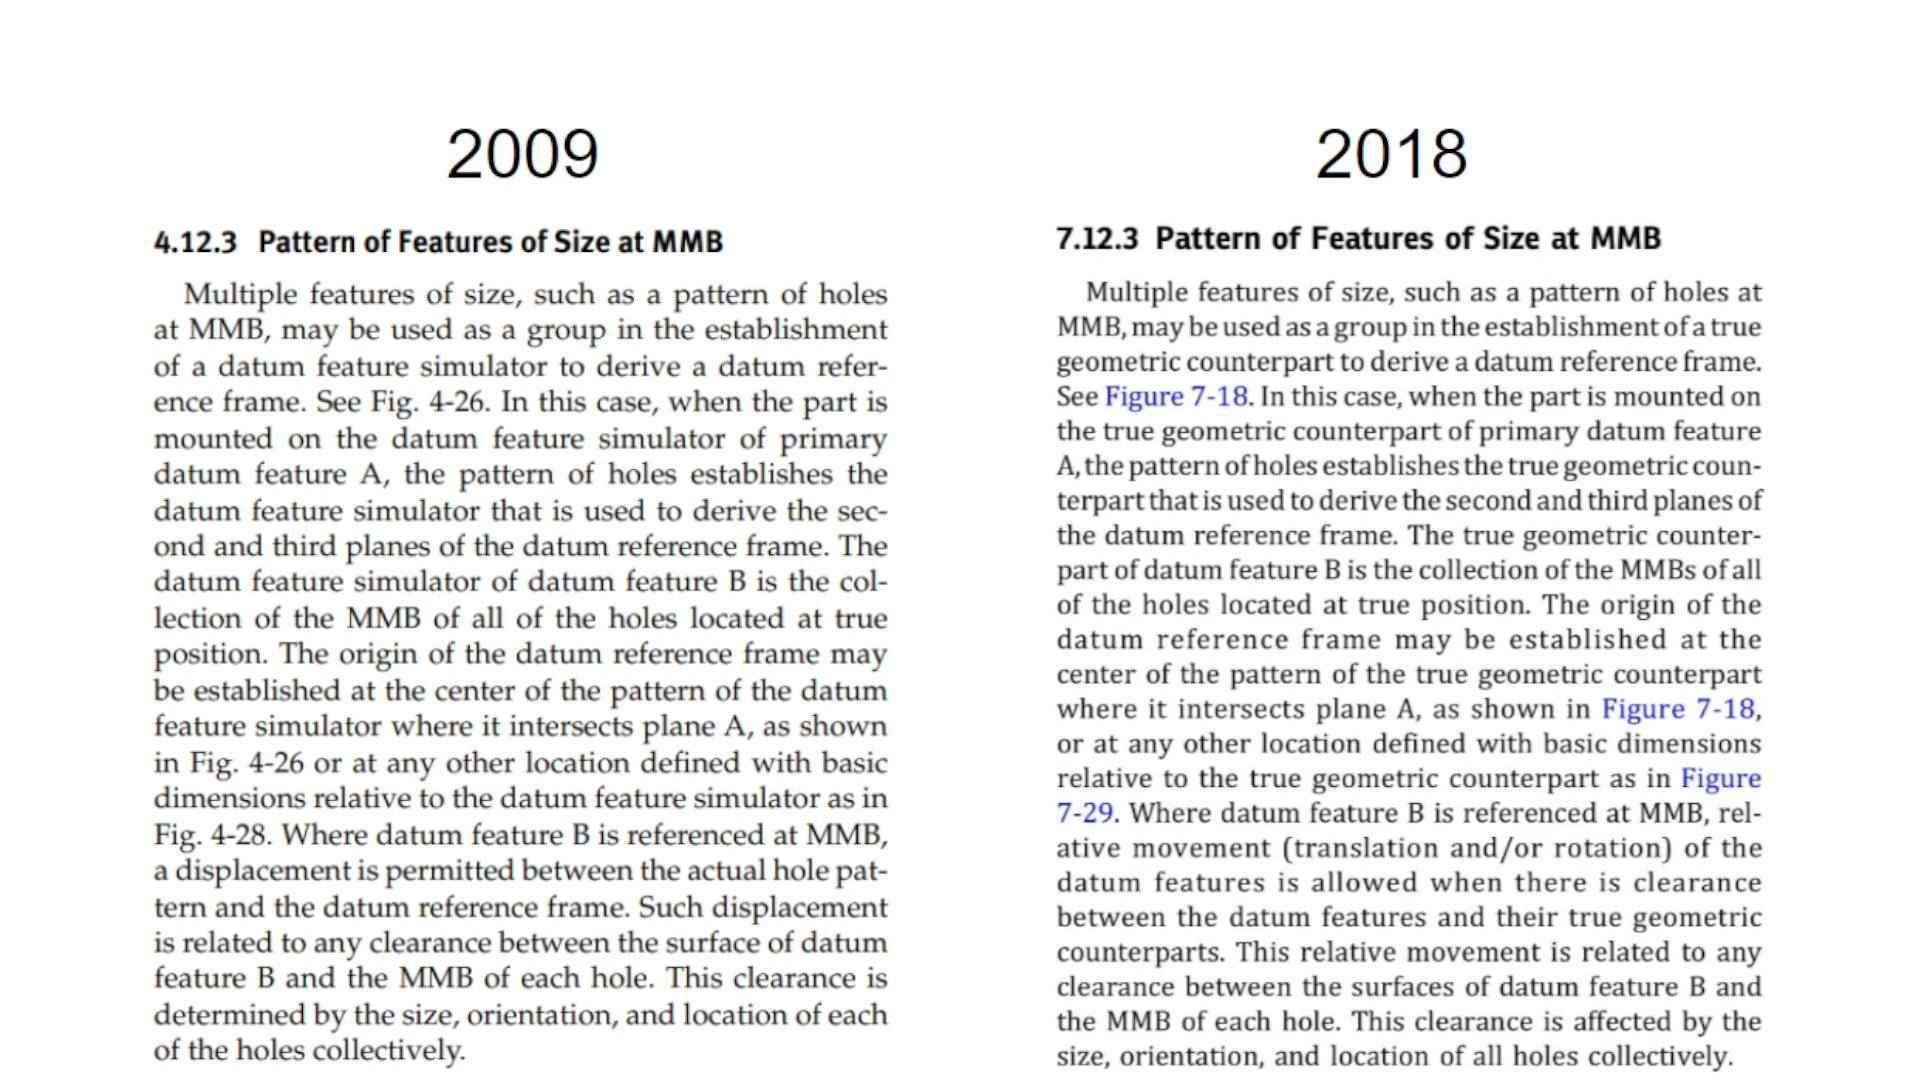 2009
4.12.3 Pattern of Features of Size at MMB
Multiple features of size, such as a pattern of holes
at MMB, may be used as a group in the establishment
of a datum feature simulator to derive a datum refer-
ence frame. See Fig. 4-26. In this case, when the part is
mounted on the datum feature simulator of primary
datum feature A, the pattern of holes establishes the
datum feature simulator that is used to derive the sec-
ond and third planes of the datum reference frame. The
datum feature simulator of datum feature B is the col-
lection of the MMB of all of the holes located at true
position. The origin of the datum reference frame may
be established at the center of the pattern of the datum
feature simulator where it intersects plane A, as shown
in Fig. 4-26 or at any other location defined with basic
dimensions relative to the datum feature simulator as in
Fig. 4-28. Where datum feature B is referenced at MMB,
a displacement is permitted between the actual hole pat-
tern and the datum reference frame. Such displacement
is related to any clearance between the surface of datum
feature B and the MMB of each hole. This clearance is
determined by the size, orientation, and location of each
of the holes collectively.
2018
7.12.3 Pattern of Features of Size at MMB
Multiple features of size, such as a pattern of holes at
MMB, may be used as a group in the establishment of a true
geometric counterpart to derive a datum reference frame.
See Figure 7-18. In this case, when the part is mounted on
the true geometric counterpart of primary datum feature
A, the pattern of holes establishes the true geometric coun-
terpart that is used to derive the second and third planes of
the datum reference frame. The true geometric counter-
part of datum feature B is the collection of the MMBs of all
of the holes located at true position. The origin of the
datum reference frame may be established at the
center of the pattern of the true geometric counterpart
where it intersects plane A, as shown in Figure 7-18,
or at any other location defined with basic dimensions
relative to the true geometric counterpart as in Figure
7-29. Where datum feature B is referenced at MMB, rel-
ative movement (translation and/or rotation) of the
datum features is allowed when there is clearance
between the datum features and their true geometric
counterparts. This relative movement is related to any
clearance between the surfaces of datum feature B and
the MMB of each hole. This clearance is affected by the
size, orientation, and location of all holes collectively.